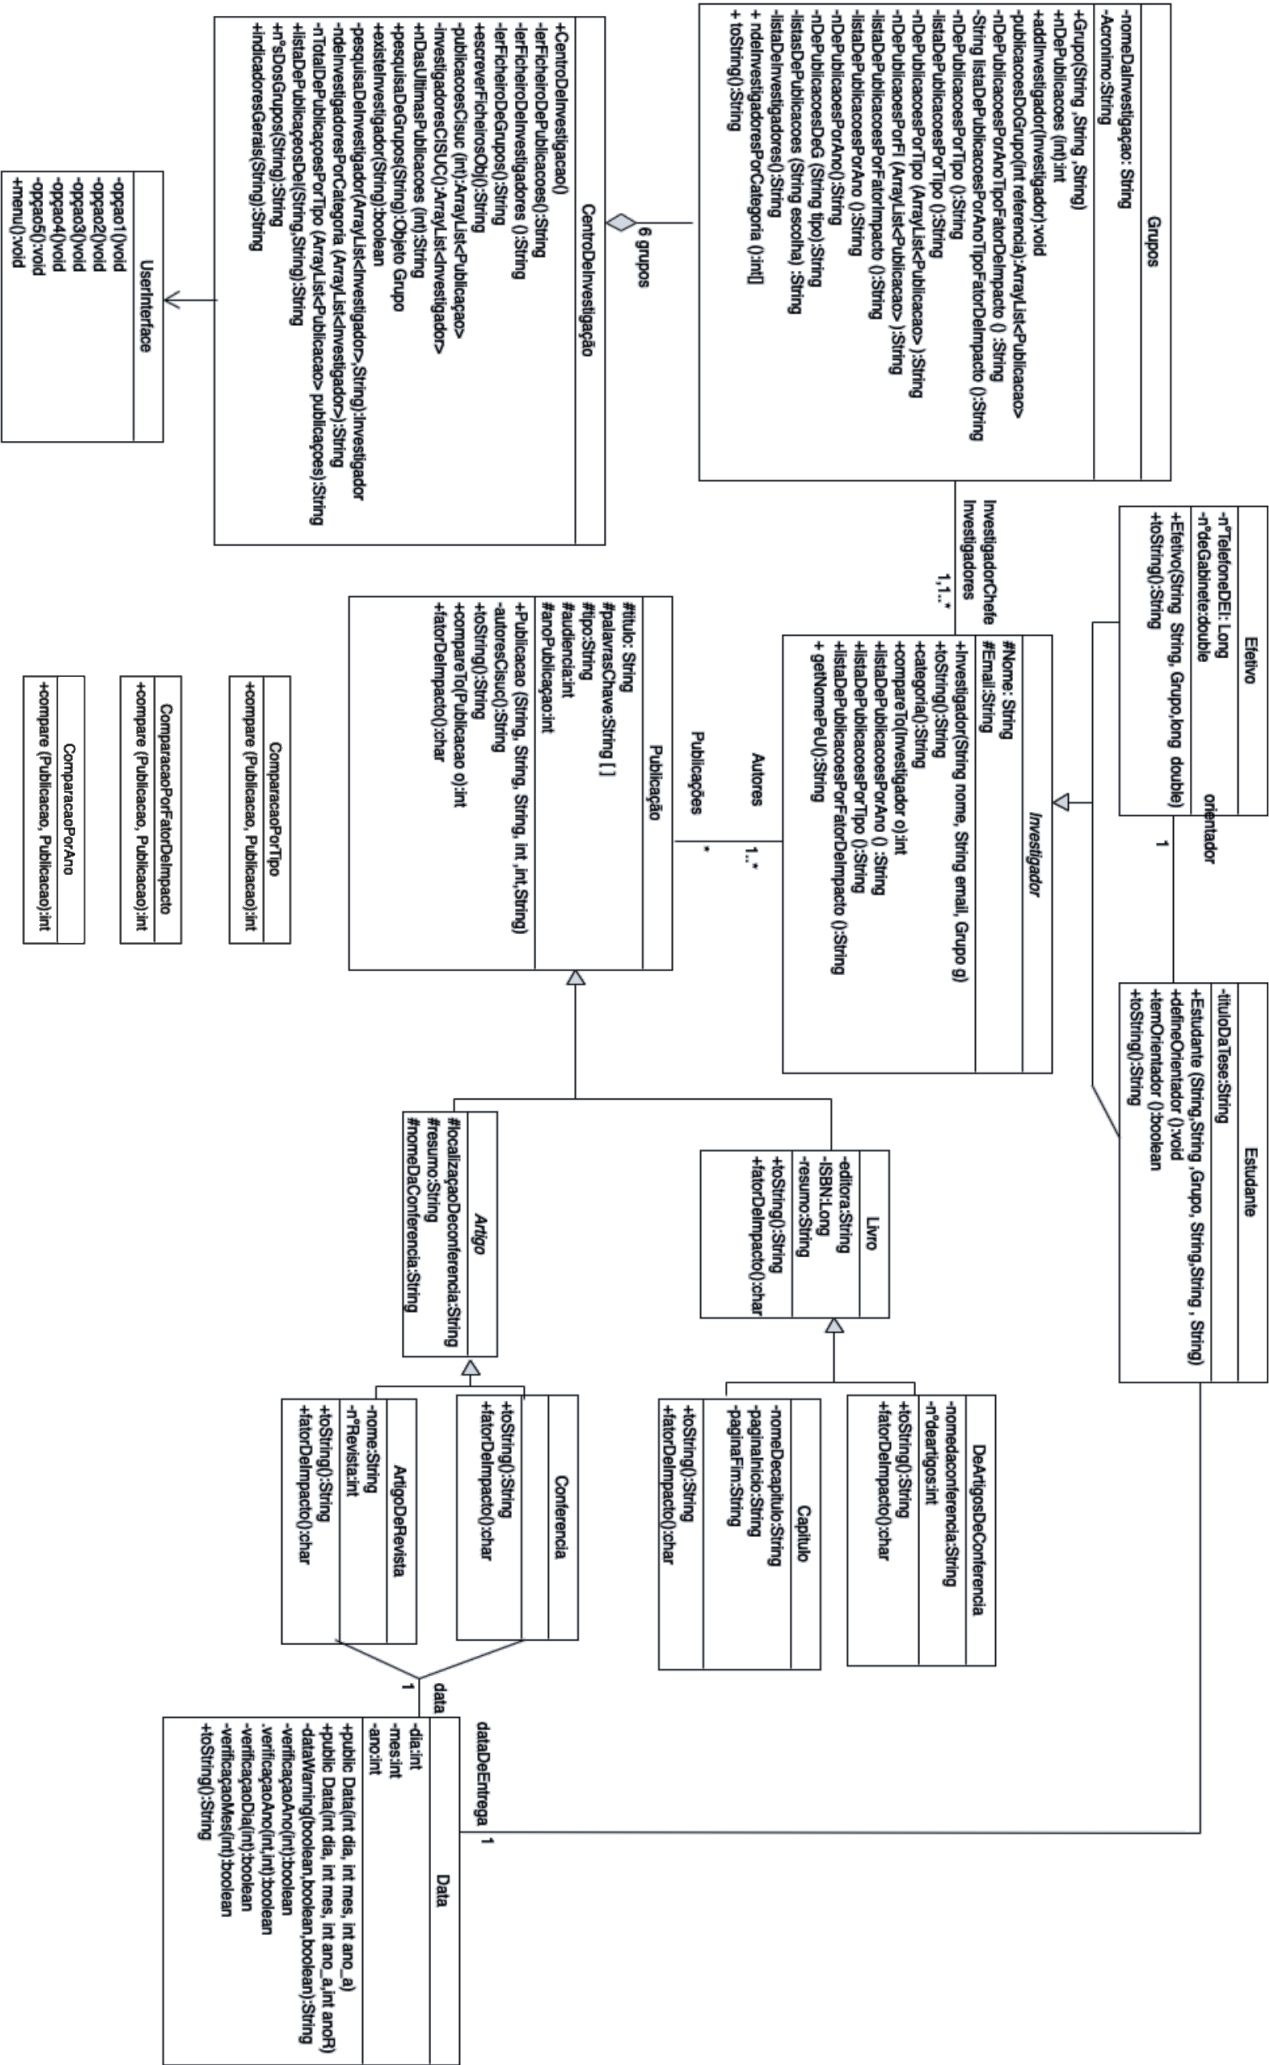 Grupos
-nomeDaInvestigaçao: String
-Acronimo:String
+Grupo(String ,String ,String)
+nDePublicacoes (int):int
+addInvestigador(Investigador):void
-publicacoesDoGrupo(int referencia):ArrayList<Publicacao>
-nDePublicacoesPorAnoTipoFatorDeImpacto () :String
-String listaDePublicacoesPorAnoTipoFatorDeImpacto ():String
-nDePublicacoesPorTipo ():String
-listaDePublicacoesPorTipo ():String
-nDePublicacoesPorTipo (ArrayList<Publicacao> ):String
-nDePublicaoesPorFI (ArrayList<Publicacao> ):String
-listaDePublicacoesPorFatorImpacto ():String
-listaDePublicacoesPorAno ():String
-nDePublicacoesPorAno():String
-nDePublicacoesDeG (String tipo):String
-listasDePublicacoes (String escolha) :String
-listaDeInvestigadores():String
+ ndeInvestigadoresPorCategoria ():int[]
+ toString():String
6 grupos
CentroDeInvestigação
+CentroDeInvestigacao()
-lerFicheiroDePublicacoes():String
-lerFicheiroDeInvestigadores ():String
-lerFicheiroDeGrupos():String
+escreverFicheirosObj():String
-publicacoesCisuc (int):ArrayList<Publicaçao>
-investigadoresCISUC():ArrayList<Investigador>
+nDasUltimasPublicacoes (int):String
+pesquisaDeGrupos(String):Objeto Grupo
+existeInvestigador(String):boolean
-pesquisaDeInvestigador(ArrayList<Investigador>,String):Investigador
-ndeInvestigadoresPorCategoria (ArrayList<Investigador>):String
-nTotalDePublicaçoesPorTipo (ArrayList<Publicacao> publicaçoes):String
+listaDePublicaçeosDeI(String,String):String
+nºsDosGrupos(String):String
+indicadoresGerais(String):String
UserInterface
-opçao1()void
-opçao2()void
-opçao3()void
-opçao4()void
-opçao5():void
+menu():void
InvestigadorChefe
Investigadores
1,1..*
Efetivo
-nºTelefoneDEI: Long
-nºdeGabinete:double
+Efetivo(String String, Grupo,long double)
+toString():String
orientador
1
1
Estudante
-tituloDaTese:String
+Estudante (String,String ,Grupo, String,String , String)
+defineOrientador ():void
+temOrientador ():boolean
+toString():String
Investigador
#Nome: String
#Email:String
+Investigador(String nome, String email, Grupo g)
+toString():String
+categoria():String
+compareTo(Investigador o):int
+listaDePublicacoesPorAno () :String
+listaDePublicacoesPorTipo ():String
+listaDePublicacoesPorFatorDeImpacto ():String
+ getNomePeU():String
Autores
1..*
Publicações
*
Publicação
#titulo: String
#palavrasChave:String [ ]
#tipo:String
#audiencia:int
#anoPublicaçao:int
+Publicacao (String, String, String, int ,int,String)
-autoresCisuc():String
+toString():String
+compareTo(Publicacao o):int
+fatorDeImpacto():char
ComparacaoPorTipo
+compare (Publicacao, Publicacao):int
ComparacaoPorFatorDeImpacto
+compare (Publicacao, Publicacao):int
ComparacaoPorAno
+compare (Publicacao, Publicacao):int
Livro
-editora:String
-ISBN:Long
-resumo:String
+toString():String
+fatorDeImpacto():char
Artigo
#localizaçaoDeconferencia:String
#resumo:String
#nomeDaConferencia:String
DeArtigosDeConferencia
-nomedaconferencia:String
-nºdeartigos:int
+toString():String
+fatorDeImpacto():char
Capitulo
-nomeDecapitulo:String
-paginaInicio:String
-paginaFim:String
+toString():String
+fatorDeImpacto():char
Conferencia
+toString():String
+fatorDeImpacto():char
ArtigoDeRevista
-nome:String
-nºRevista:int
+toString():String
+fatorDeImpacto():char
data
1
dataDeEntrega
1
Data
-dia:int
-mes:int
-ano:int
+public Data(int dia, int mes, int ano_a)
+public Data(int dia, int mes, int ano_a,int anoR)
-dataWarning(boolean,boolean,boolean):String
-verificaçaoAno(int):boolean
.verificaçaoAno(int,int):boolean
-verificaçaoDia(int):boolean
-verificaçaoMes(int):boolean
+toString():String